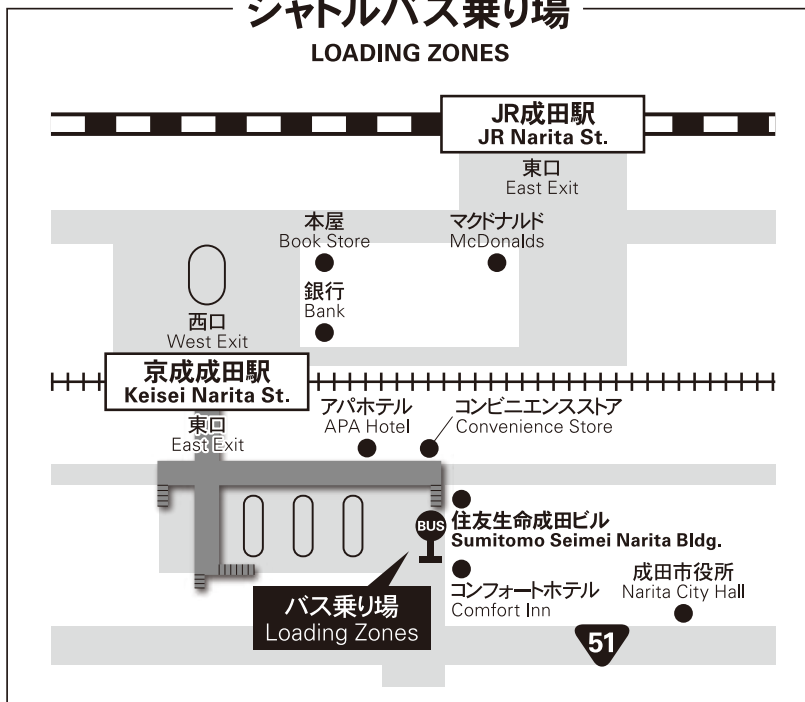 シャトルバス乗り場
LOADING ZONES
JR成田駅
JR Narita St.
東口
East Exit
本屋
Book Store
マクドナルド
McDonalds
銀行
Bank
西口
West Exit
京成成田駅
Keisei Narita St.
東口
East Exit
アパホテル
APA Hotel
コンビニエンスストア
Convenience Store
BUS
住友生命成田ビル
Sumitomo Seimei Narita Bldg.
コンフォートホテル
Comfort Inn
成田市役所
Narita City Hall
バス乗り場
Loading Zones
51